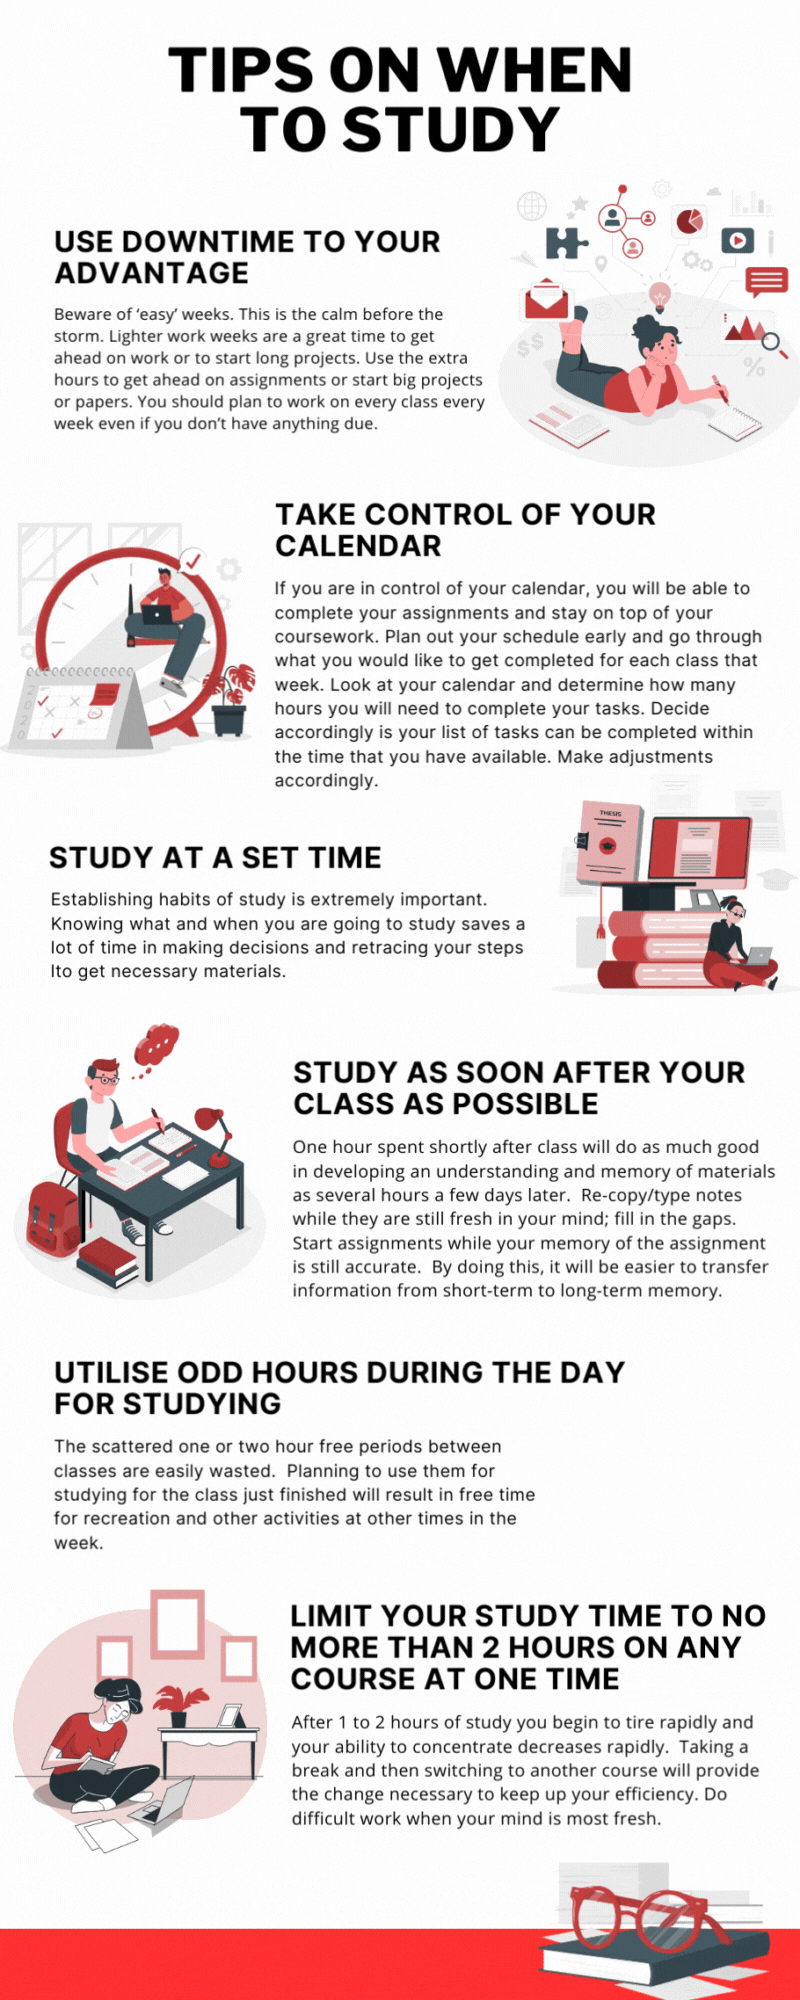 TIPS ON WHEN
TO STUDY
USE DOWNTIME TO YOUR
ADVANTAGE
Beware of ‘easy’ weeks. This is the calm before the
storm. Lighter work weeks are a great time to get
ahead on work or to start long projects. Use the extra
hours to get ahead on assignments or start big projects
or papers. You should plan to work on every class every
week even if you don’t have anything due.
$$
%
TAKE CONTROL OF YOUR
CALENDAR
If you are in control of your calendar, you will be able to
complete your assignments and stay on top of your
coursework. Plan out your schedule early and go through
what you would like to get completed for each class that
week. Look at your calendar and determine how many
hours you will need to complete your tasks. Decide
accordingly is your list of tasks can be completed within
the time that you have available. Make adjustments
accordingly.
THESIS
STUDY AT A SET TIME
Establishing habits of study is extremely important.
Knowing what and when you are going to study saves a
lot of time in making decisions and retracing your steps
Ito get necessary materials.
STUDY AS SOON AFTER YOUR
CLASS AS POSSIBLE
One hour spent shortly after class will do as much good
in developing an understanding and memory of materials
as several hours a few days later.  Re-copy/type notes
while they are still fresh in your mind; fill in the gaps.
Start assignments while your memory of the assignment
is still accurate.  By doing this, it will be easier to transfer
information from short-term to long-term memory.
UTILISE ODD HOURS DURING THE DAY
FOR STUDYING
The scattered one or two hour free periods between
classes are easily wasted.  Planning to use them for
studying for the class just finished will result in free time
for recreation and other activities at other times in the
week.
LIMIT YOUR STUDY TIME TO NO
MORE THAN 2 HOURS ON ANY
COURSE AT ONE TIME
After 1 to 2 hours of study you begin to tire rapidly and
your ability to concentrate decreases rapidly.  Taking a
break and then switching to another course will provide
the change necessary to keep up your efficiency. Do
difficult work when your mind is most fresh.